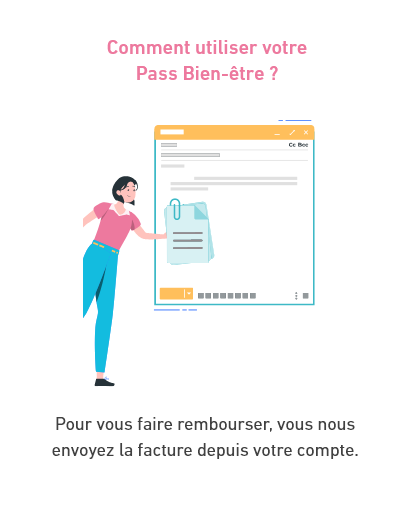 Comment utiliser votre
Pass Bien-être ?
Cc Bcc
Pour vous faire rembourser, vous nous
envoyez la facture depuis votre compte.